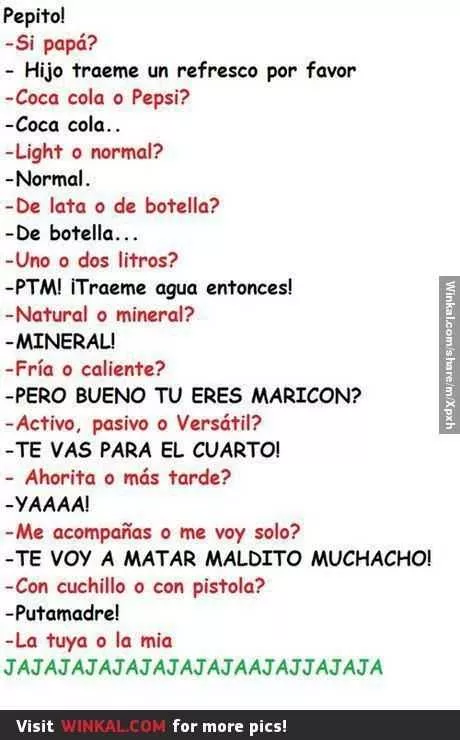 Pepito!
-Si papá?
- Hijo traeme un refresco por favor
-Coca cola o Pepsi?
-Coca cola..
-Light o normal?
-Normal.
-De lata o de botella?
-De botella...
-Uno o dos litros?
-PTM! ¡Traeme agua entonces!
-Natural o mineral?
-MINERAL!
-Fría o caliente?
-PERO BUENO TU ERES MARICON?
-Activo, pasivo o Versátil?
-TE VAS PARA EL CUARTO!
- Ahorita o más tarde?
-YAAAA!
-Me acompañas o me voy solo?
-TE VOY A MATAR MALDITO MUCHACHO!
-Con cuchillo o con pistola?
-Putamadre!
-La tuya o la mia
JAJAJAJAJAJAJAJAJAAJAJJAJAJA
Winkal.com/share/m/Xpxh
Visit WINKAL.COM for more pics!